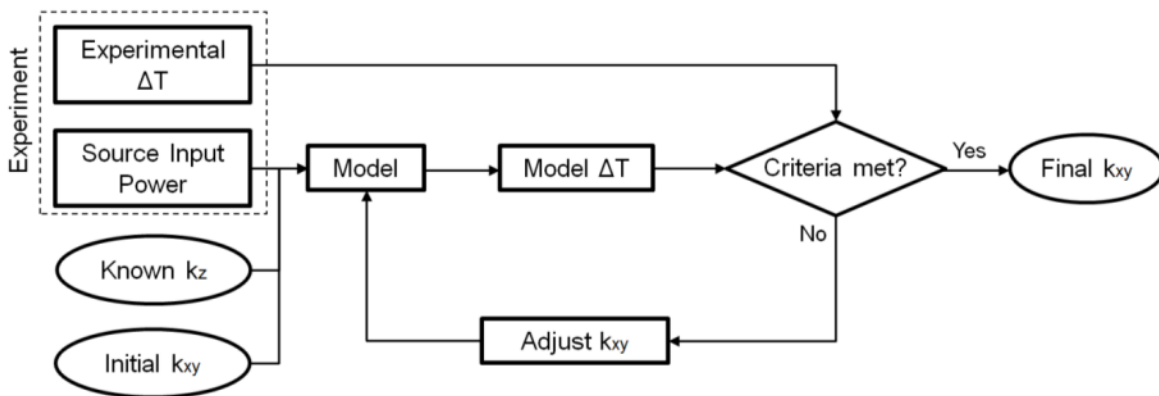 Experiment
Experimental
ΔT
Source Input
Power
Known kz
Initial kxy
Model
Model ΔT
Criteria met?
Yes
Final kxy
No
Adjust kxy